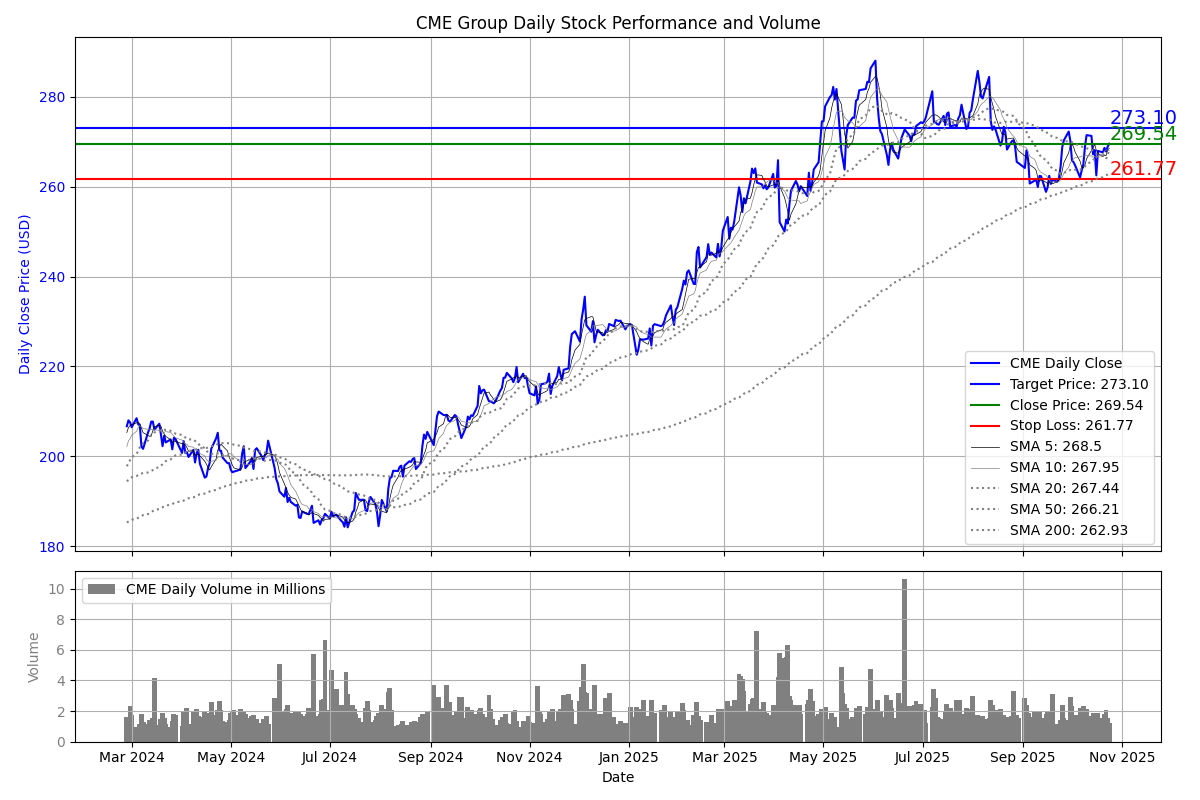 CME Group Daily Stock Performance and Volume
Daily Close Price (USD)
280
260
240
220
200
180
273.10
269.54
261.77
CME Daily Close
Target Price: 273.10
Close Price: 269.54
Stop Loss: 261.77
SMA 5: 268.5
SMA 10: 267.95
SMA 20: 267.44
SMA 50: 266.21
SMA 200: 262.93
Volume
10
8
6
4
2
0
CME Daily Volume in Millions
Mar 2024 May 2024 Jul 2024 Sep 2024 Nov 2024 Jan 2025 Mar 2025 May 2025 Jul 2025 Sep 2025 Nov 2025
Date